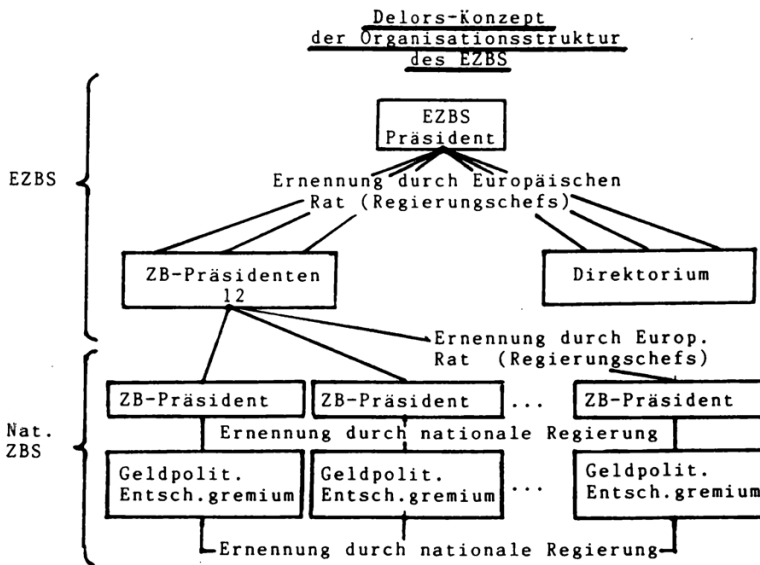 Delors-Konzept
der Organisationsstruktur
des EZBS
EZBS
Präsident
EZBS
Ernennung durch Europäischen
Rat (Regierungschefs)
ZB-Präsidenten
12
Direktorium
Ernennung durch Europ.
Rat (Regierungschefs)
ZB-Präsident
ZB-Präsident
...
ZB-Präsident
Nat.
ZBS
Ernennung durch nationale Regierung
Geldpolit.
Entsch.gremium
Geldpolit.
Entsch.gremium
...
Geldpolit.
Entsch.gremium
Ernennung durch nationale Regierung